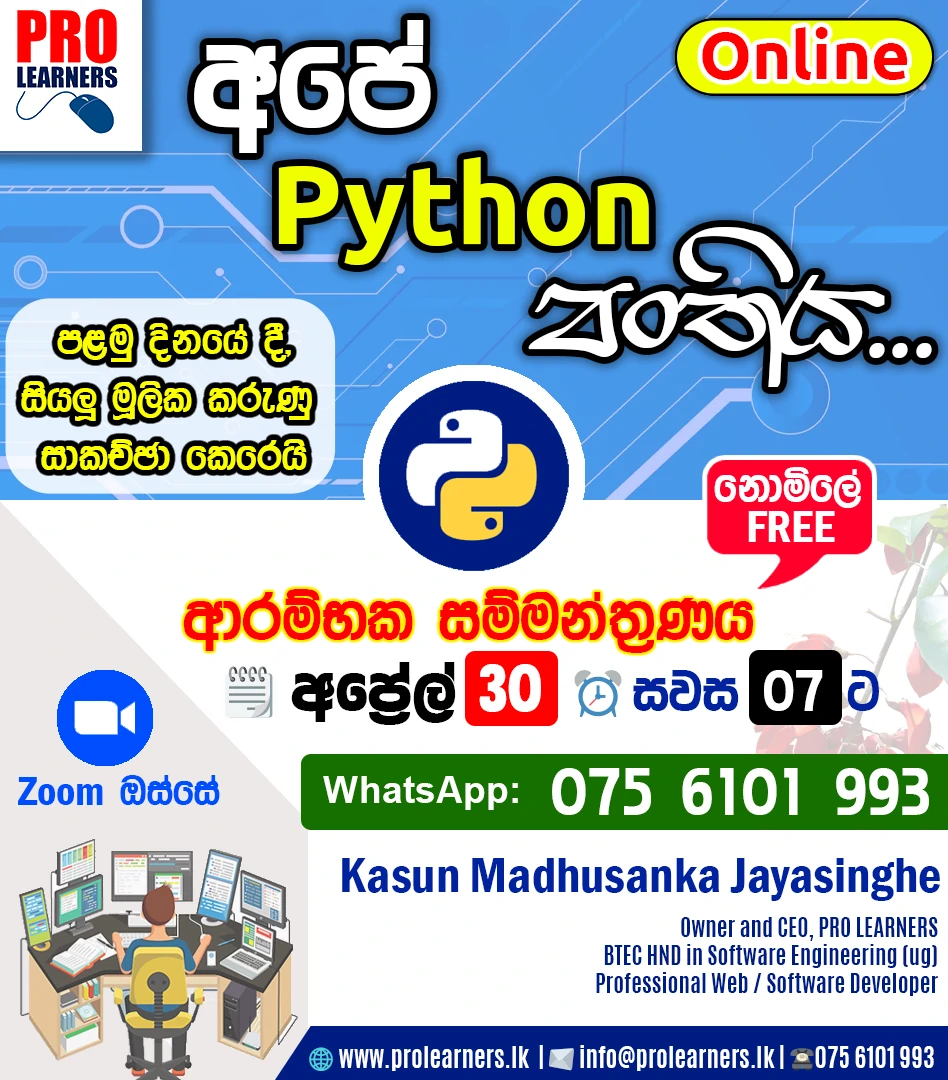 PRO
LEARNERS
Online
අපේ
Python
පංතිය...
පළමු දිනයේ දී,
සියලූ මූලික කරුණු
සාකච්ඡා කෙරෙයි
නොමිලේ
FREE
ආරම්භක සම්මන්ත්‍රණය
අප්‍රේල් 30 සවස 07 ට
Zoom ඔස්සේ
WhatsApp: 075 6101 993
Kasun Madhusanka Jayasinghe
Owner and CEO, PRO LEARNERS
BTEC HND in Software Engineering (ug)
Professional Web / Software Developer
www.prolearners.lk | info@prolearners.lk | 075 6101 993